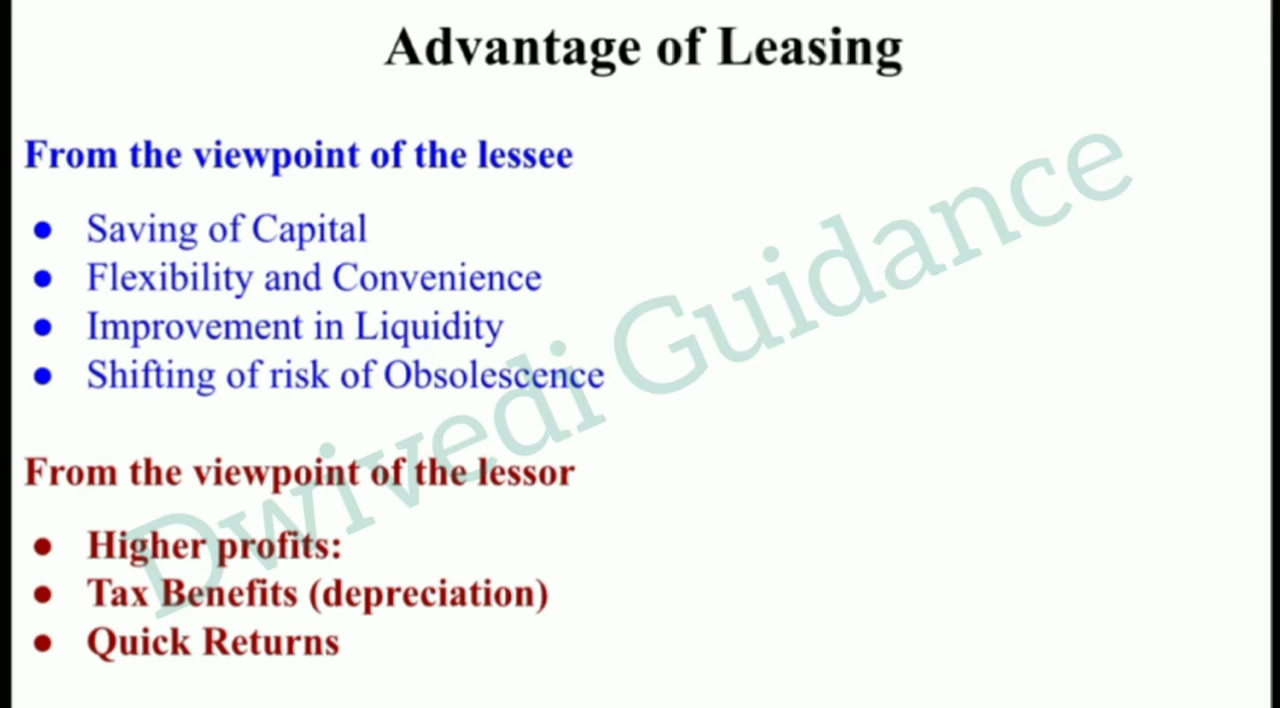 Advantage of Leasing
From the viewpoint of the lessee
● Saving of Capital
● Flexibility and Convenience
● Improvement in Liquidity
● Shifting of risk of Obsolescence
From the viewpoint of the lessor
● Higher profits:
● Tax Benefits (depreciation)
● Quick Returns
Dwivedi Guidance